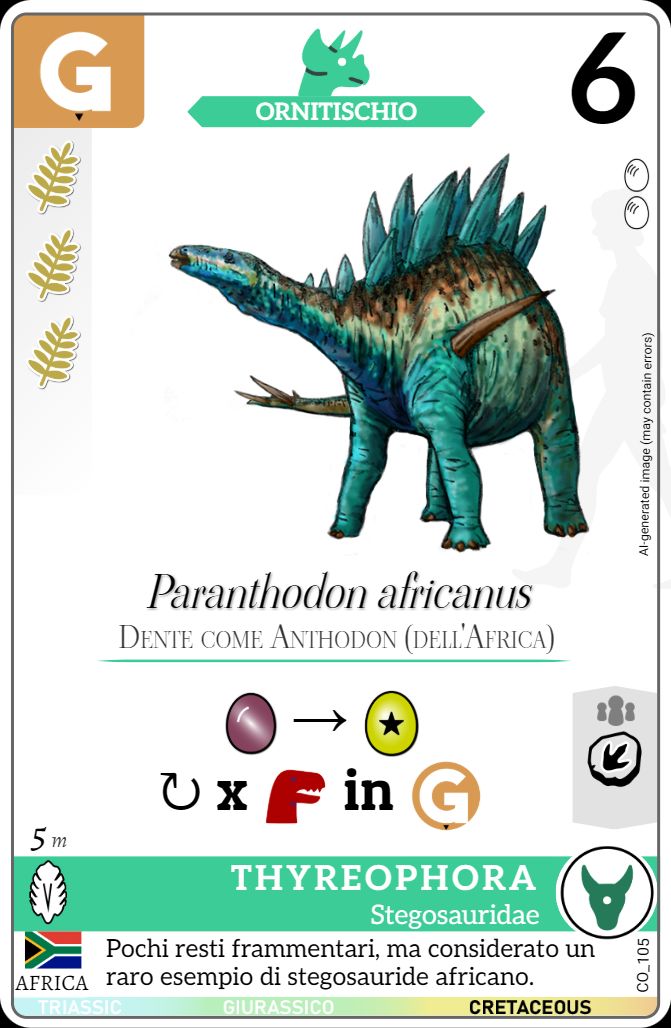 G
ORNITISCHIO
6
AI-generated image (may contain errors)
Paranthodon africanus
Dente come Anthodon (dell'Africa)
x in G
5 m
THYREOPHORA
Stegosauridae
AFRICA
Pochi resti frammentari, ma considerato un
raro esempio di stegosauride africano.
CO_105
TRIASSIC GIURASSICO CRETACEOUS